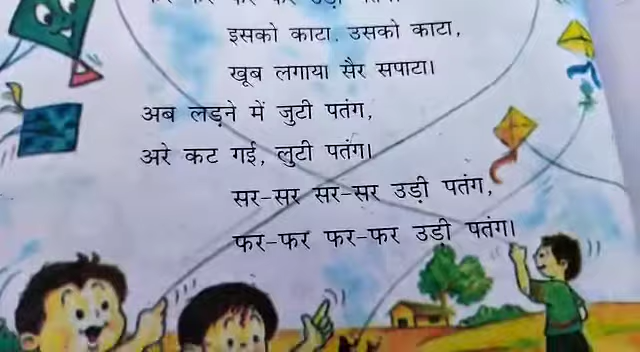 इसको काटा, उसको काटा,
खूब लगाया सैर सपाटा।
अब लड़ने में जुटी पतंग,
अरे कट गई, लुटी पतंग।
सर-सर सर-सर उड़ी पतंग,
फर-फर फर-फर उड़ी पतंग।